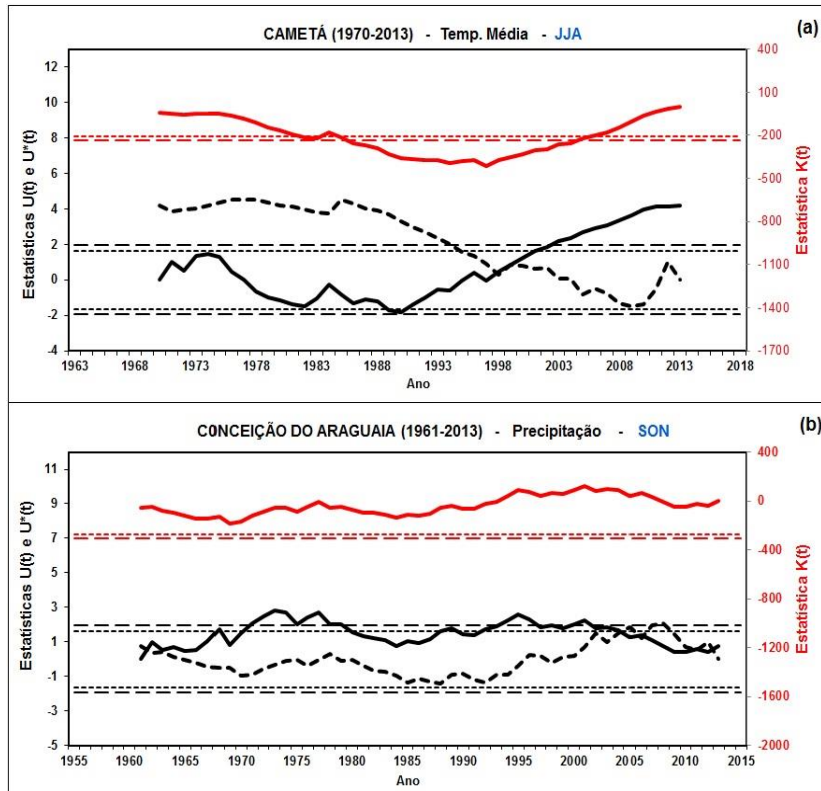 CAMETÁ (1970-2013) - Temp. Média - JJA
(a)
Estatísticas U(t) e U*(t)
12
10
8
6
4
2
0
-2
-4
400
100
-200
-500
-800
-1100
-1400
-1700
Estatística K(t)
1963 1968 1973 1978 1983 1988 1993 1998 2003 2008 2013 2018
Ano
CONCEIÇÃO DO ARAGUAIA (1961-2013) - Precipitação - SON
(b)
Estatísticas U(t) e U*(t)
11
9
7
5
3
1
-1
-3
-5
400
0
-400
-800
-1200
-1600
-2000
Estatística K(t)
1955 1960 1965 1970 1975 1980 1985 1990 1995 2000 2005 2010 2015
Ano